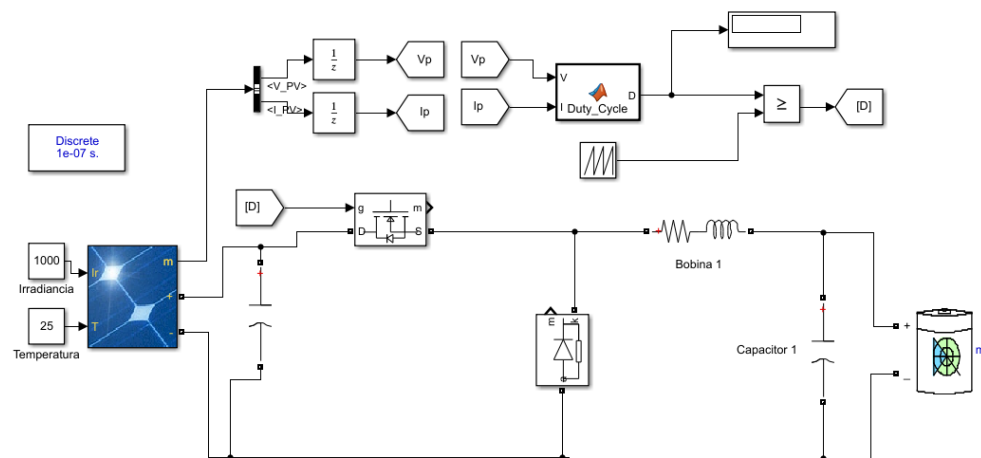 1
z
Vp
Vp
V
<V_PV>
D
Duty_Cycle
1
z
Ip
Ip
I
<I_PV>
≥
[D]
Discrete
1e-07 s.
[D]
g
m
D
S
1000
Ir
m
Irradiancia
+
Bobina 1
25
T
-
Temperatura
m
k
a
Capacitor 1
+
_
m